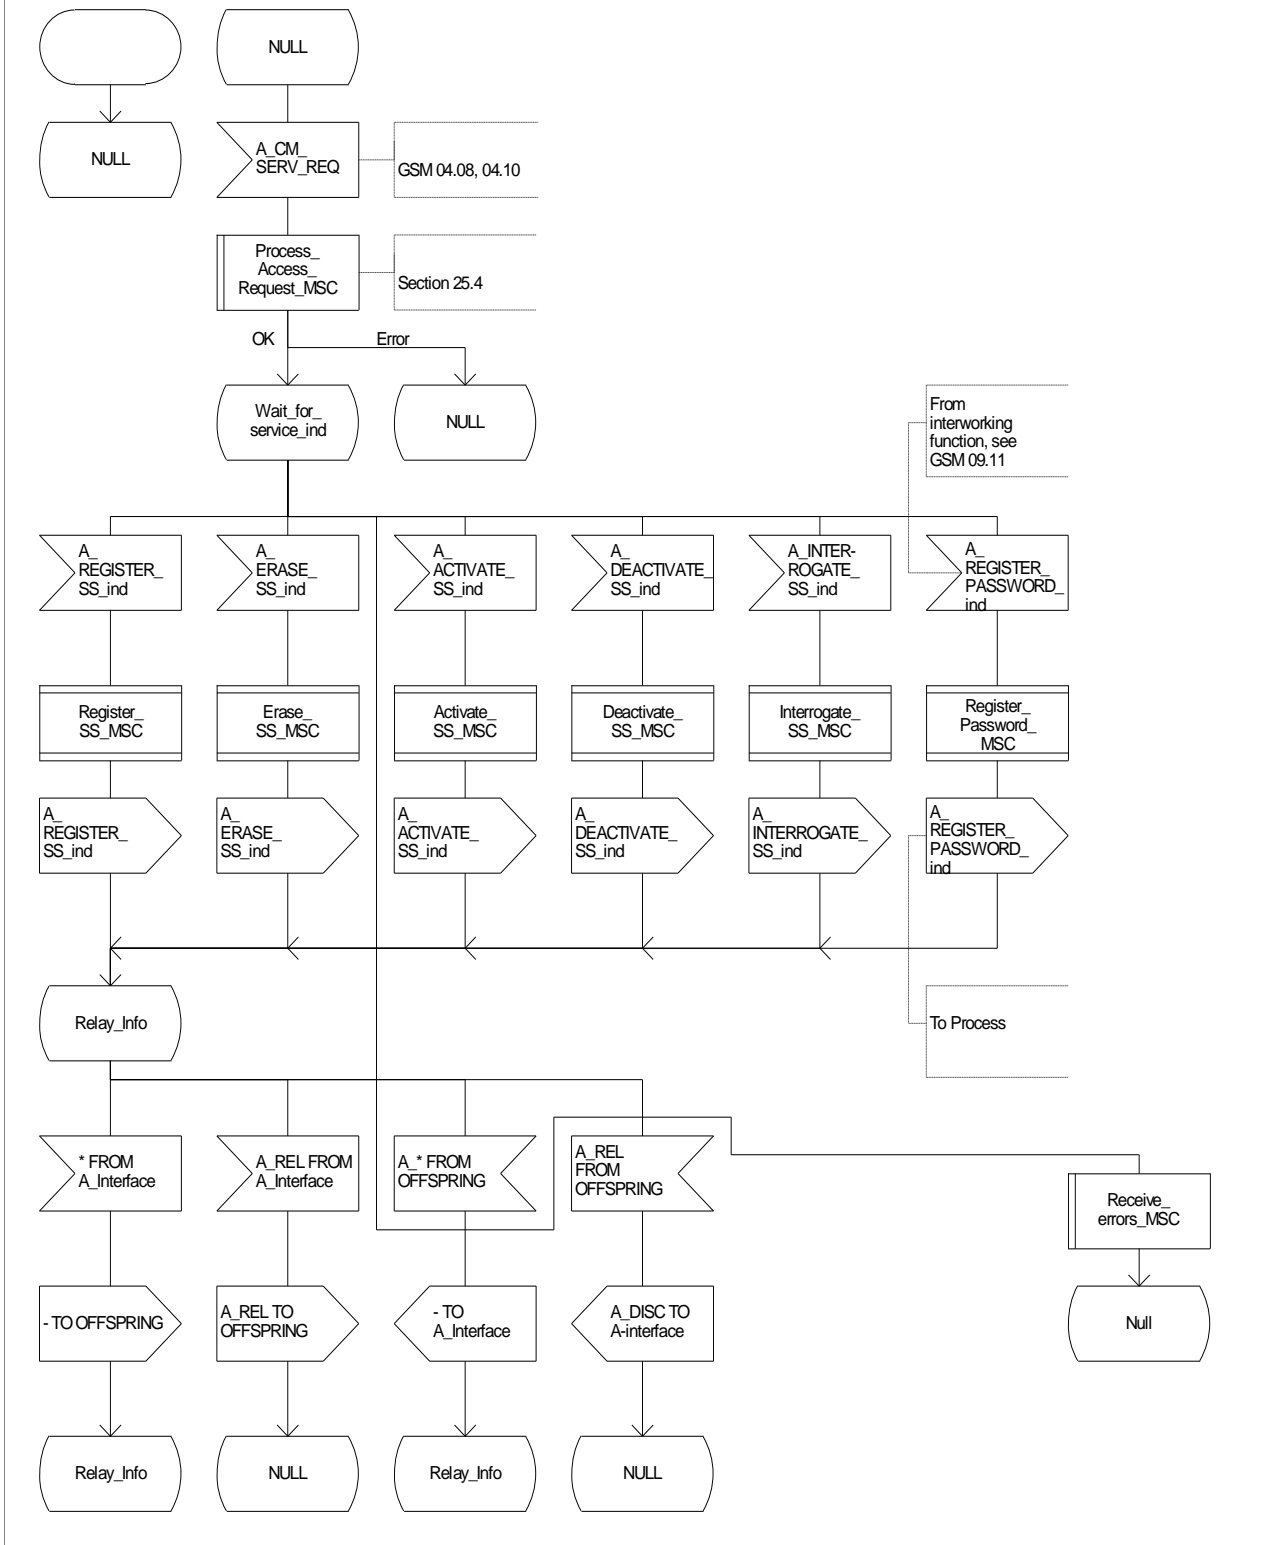 NULL
NULL
A_CM_
SERV_REQ
GSM 04.08, 04.10
Process_
Access_
Request_MSC
Section 25.4
OK
Error
Wait_for_
service_ind
NULL
From
interworking
function, see
GSM 09.11
A_
REGISTER_
SS_ind
A_
ERASE_
SS_ind
A_
ACTIVATE_
SS_ind
A_
DEACTIVATE_
SS_ind
A_INTER-
ROGATE_
SS_ind
A_
REGISTER_
PASSWORD_
ind
Register_
SS_MSC
Erase_
SS_MSC
Activate_
SS_MSC
Deactivate_
SS_MSC
Interrogate_
SS_MSC
Register_
Password_
MSC
A_
REGISTER_
SS_ind
A_
ERASE_
SS_ind
A_
ACTIVATE_
SS_ind
A_
DEACTIVATE_
SS_ind
A_
INTERROGATE_
SS_ind
A_
REGISTER_
PASSWORD_
ind
Relay_Info
To Process
* FROM
A_Interface
A_REL FROM
A_Interface
A_* FROM
OFFSPRING
A_REL
FROM
OFFSPRING
Receive_
errors_MSC
- TO OFFSPRING
A_REL TO
OFFSPRING
- TO
A_Interface
A_DISC TO
A-interface
Null
Relay_Info
NULL
Relay_Info
NULL